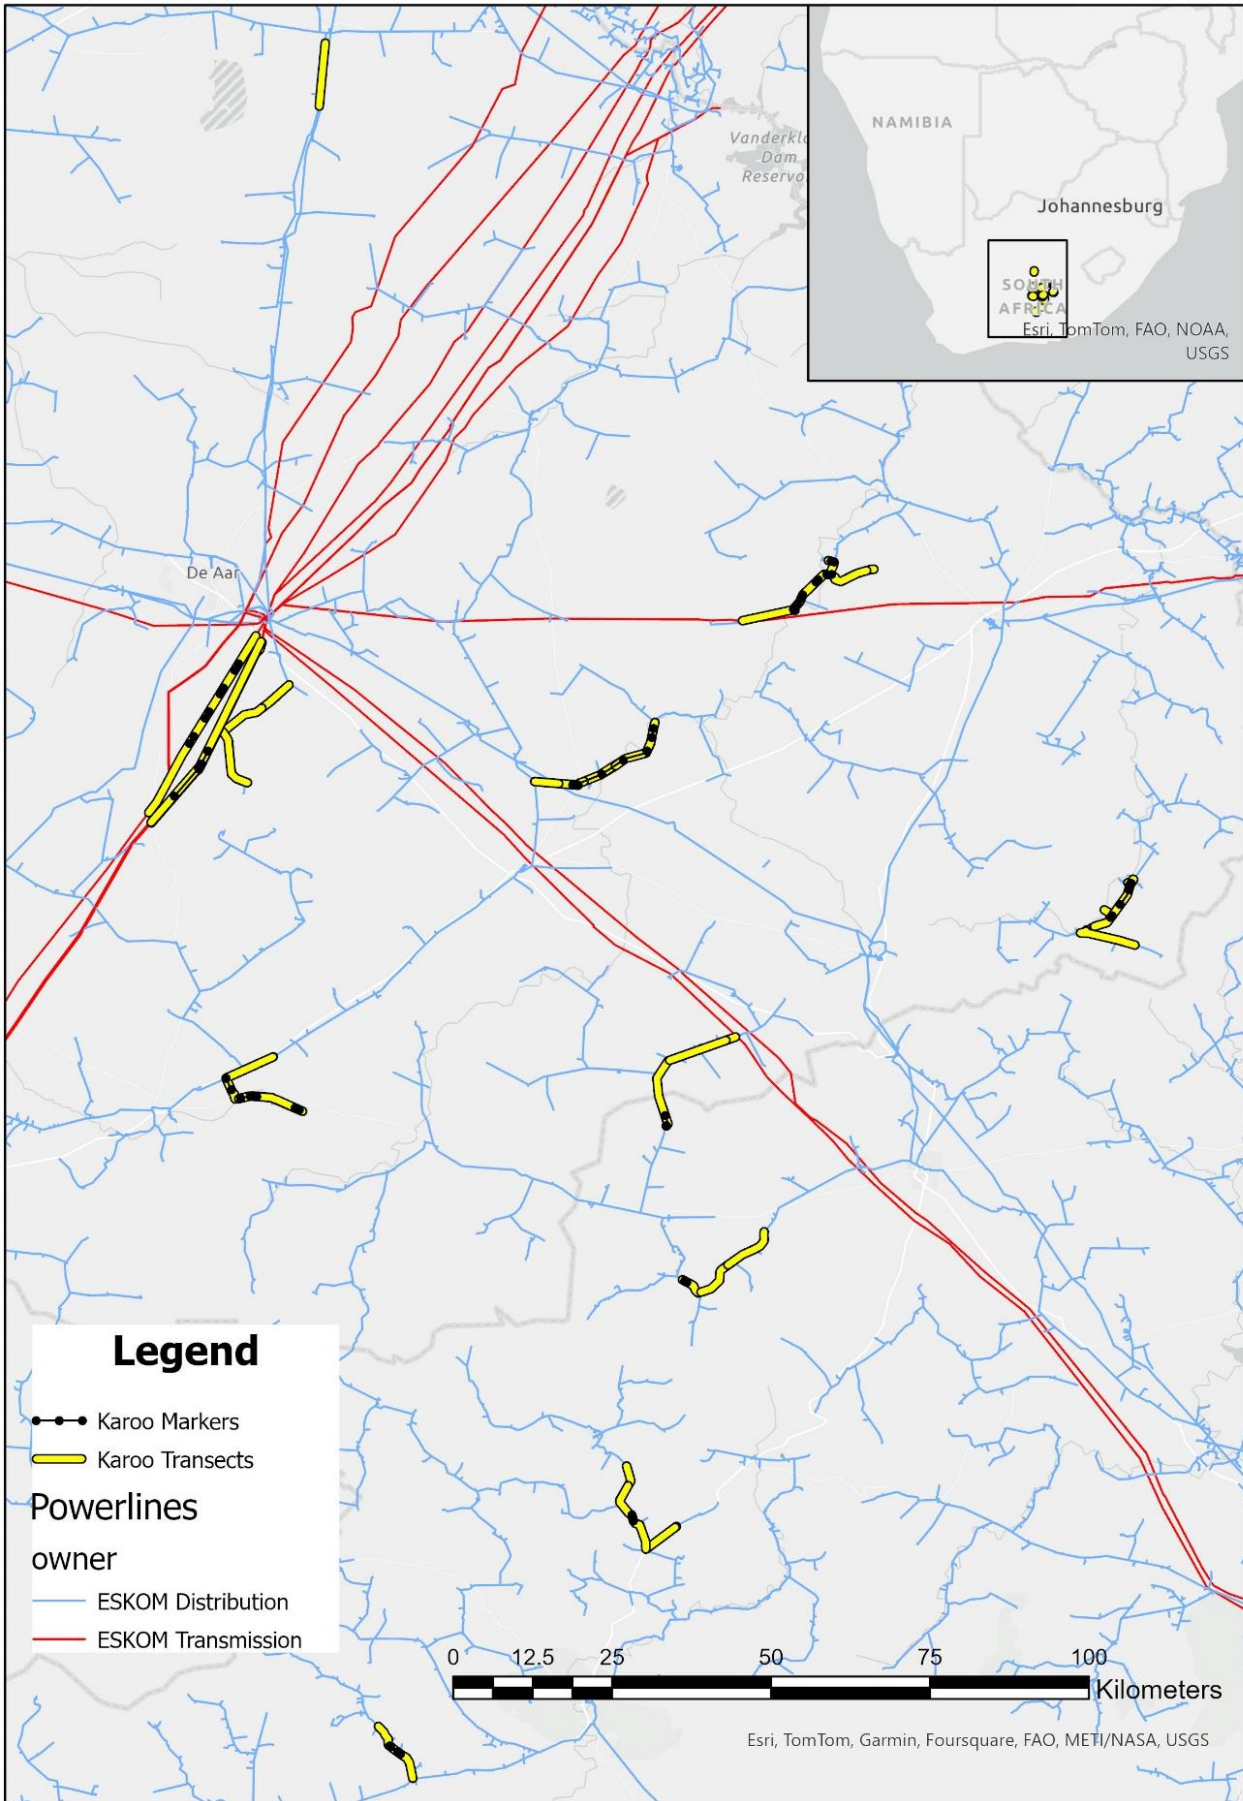 NAMIBIA
Johannesburg
SOUTH
AFRICA
Esri, TomTom, FAO, NOAA,
USGS
Dam
De Aar
Legend
Karoo Markers
Karoo Transects
Powerlines
owner
ESKOM Distribution
ESKOM Transmission
0 12.5 25 50 75 100
Kilometers
Esri, TomTom, Garmin, Foursquare, FAO, METI/NASA, USGS